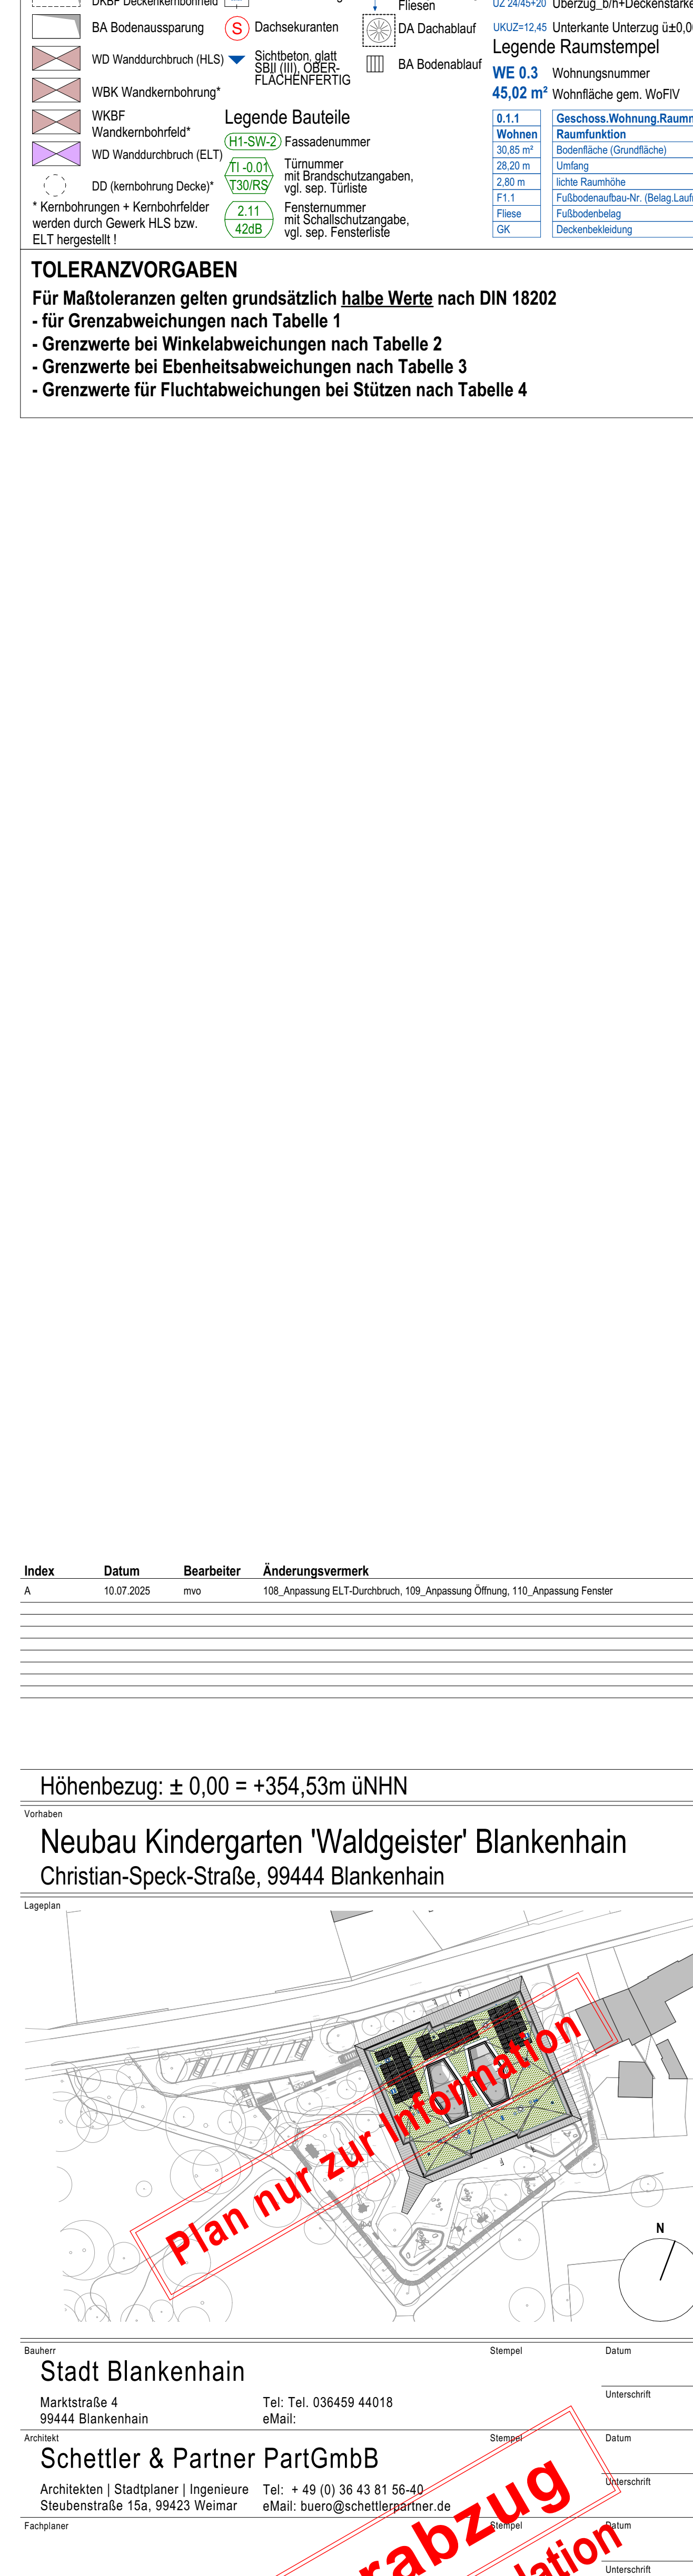 DKBF Deckenkernbohrfeld
BA Bodenaussparung
WD Wanddurchbruch (HLS)
WBK Wandkernbohrung*
WKBF
Wandkernbohrfeld*
WD Wanddurchbruch (ELT)
DD (kernbohrung Decke)*
* Kernbohrungen + Kernbohrfelder
werden durch Gewerk HLS bzw.
ELT hergestellt !
S Dachsekuranten
Sichtbeton, glatt
SBII (III), OBER-
FLÄCHENFERTIG
Legende Bauteile
H1-SW-2 Fassadennummer
TI -0.01
T30/RS
Türnummer
mit Brandschutzangaben,
vgl. sep. Türliste
2.11
42dB
Fensternummer
mit Schallschutzangabe,
vgl. sep. Fensterliste
Fliesen
DA Dachablauf
BA Bodenablauf
ÜZ 24/45+20 Überzug_b/h+Deckenstärke
UKUZ=12,45 Unterkante Unterzug ü±0,0
Legende Raumstempel
WE 0.3 Wohnungsnummer
45,02 m² Wohnfläche gem. WoFIV
0.1.1 Geschoss.Wohnung.Raumn
Wohnen Raumfunktion
30,85 m² Bodenfläche (Grundfläche)
28,20 m Umfang
2,80 m lichte Raumhöhe
F1.1 Fußbodenaufbau-Nr. (Belag.Lauf
Fliese Fußbodenbelag
GK Deckenbekleidung
TOLERANZVORGABEN
Für Maßtoleranzen gelten grundsätzlich halbe Werte nach DIN 18202
- für Grenzabweichungen nach Tabelle 1
- Grenzwerte bei Winkelabweichungen nach Tabelle 2
- Grenzwerte bei Ebenheitsabweichungen nach Tabelle 3
- Grenzwerte für Fluchtabweichungen bei Stützen nach Tabelle 4
Index Datum Bearbeiter Änderungsvermerk
A 10.07.2025 mvo 108_Anpassung ELT-Durchbruch, 109_Anpassung Öffnung, 110_Anpassung Fenster
Höhenbezug: ± 0,00 = +354,53m üNHN
Vorhaben
Neubau Kindergarten 'Waldgeister' Blankenhain
Christian-Speck-Straße, 99444 Blankenhain
Lageplan
Plan nur zur Information
N
Bauherr Stempel Datum
Stadt Blankenhain
Unterschrift
Marktstraße 4 Tel: Tel. 036459 44018
99444 Blankenhain eMail:
Architekt Stempel Datum
Schettler & Partner PartGmbB
Unterschrift
Architekten | Stadtplaner | Ingenieure Tel: + 49 (0) 36 43 81 56-40
Steubenstraße 15a, 99423 Weimar eMail: buero@schettlerpartner.de
Fachplaner Stempel Datum
Unterschrift
rabzug
ation